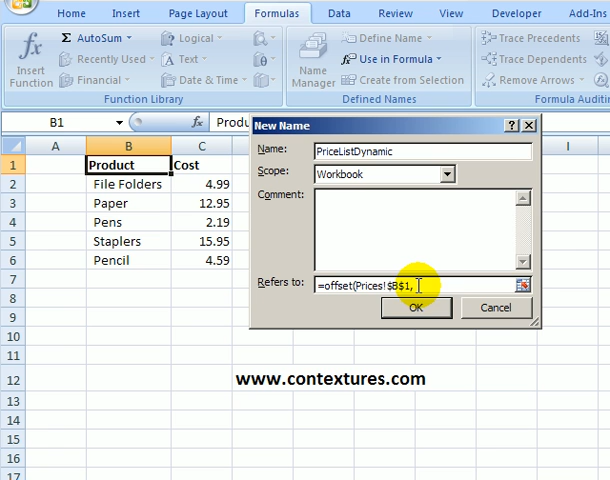 Home Insert Page Layout Formulas Data Review View Developer Add-Ins
Insert Function
AutoSum
Recently Used
Financial
Logical
Text
Date & Time
Function Library
Name Manager
Define Name
Use in Formula
Create from Selection
Defined Names
Trace Precedents
Trace Dependents
Remove Arrows
Formula Auditing
B1
fx
A B C I
1 Product Cost
2 File Folders 4.99
3 Paper 12.95
4 Pens 2.19
5 Staplers 15.95
6 Pencil 4.59
7
8
9
10
11
12
13
14
15
16
17
New Name
Name: PriceListDynamic
Scope: Workbook
Comment:
Refers to: =offset(Prices!$B$1,
OK Cancel
www.contextures.com